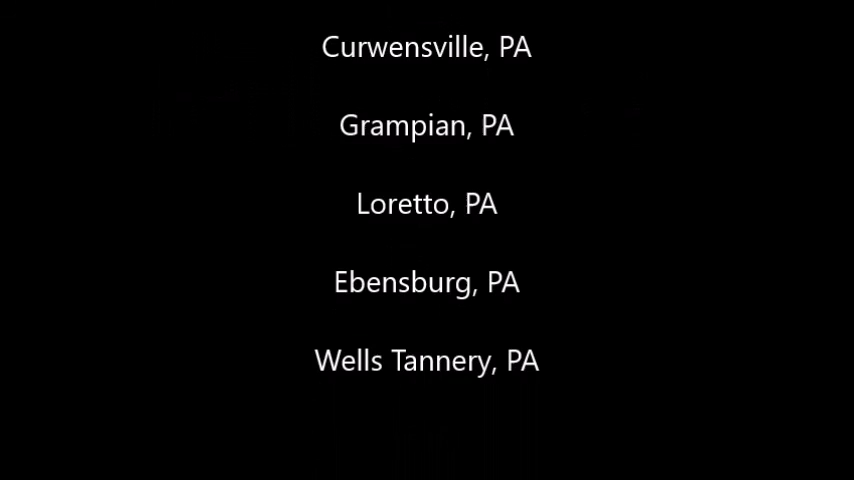 Curwensville, PA
Grampian, PA
Loretto, PA
Ebensburg, PA
Wells Tannery, PA